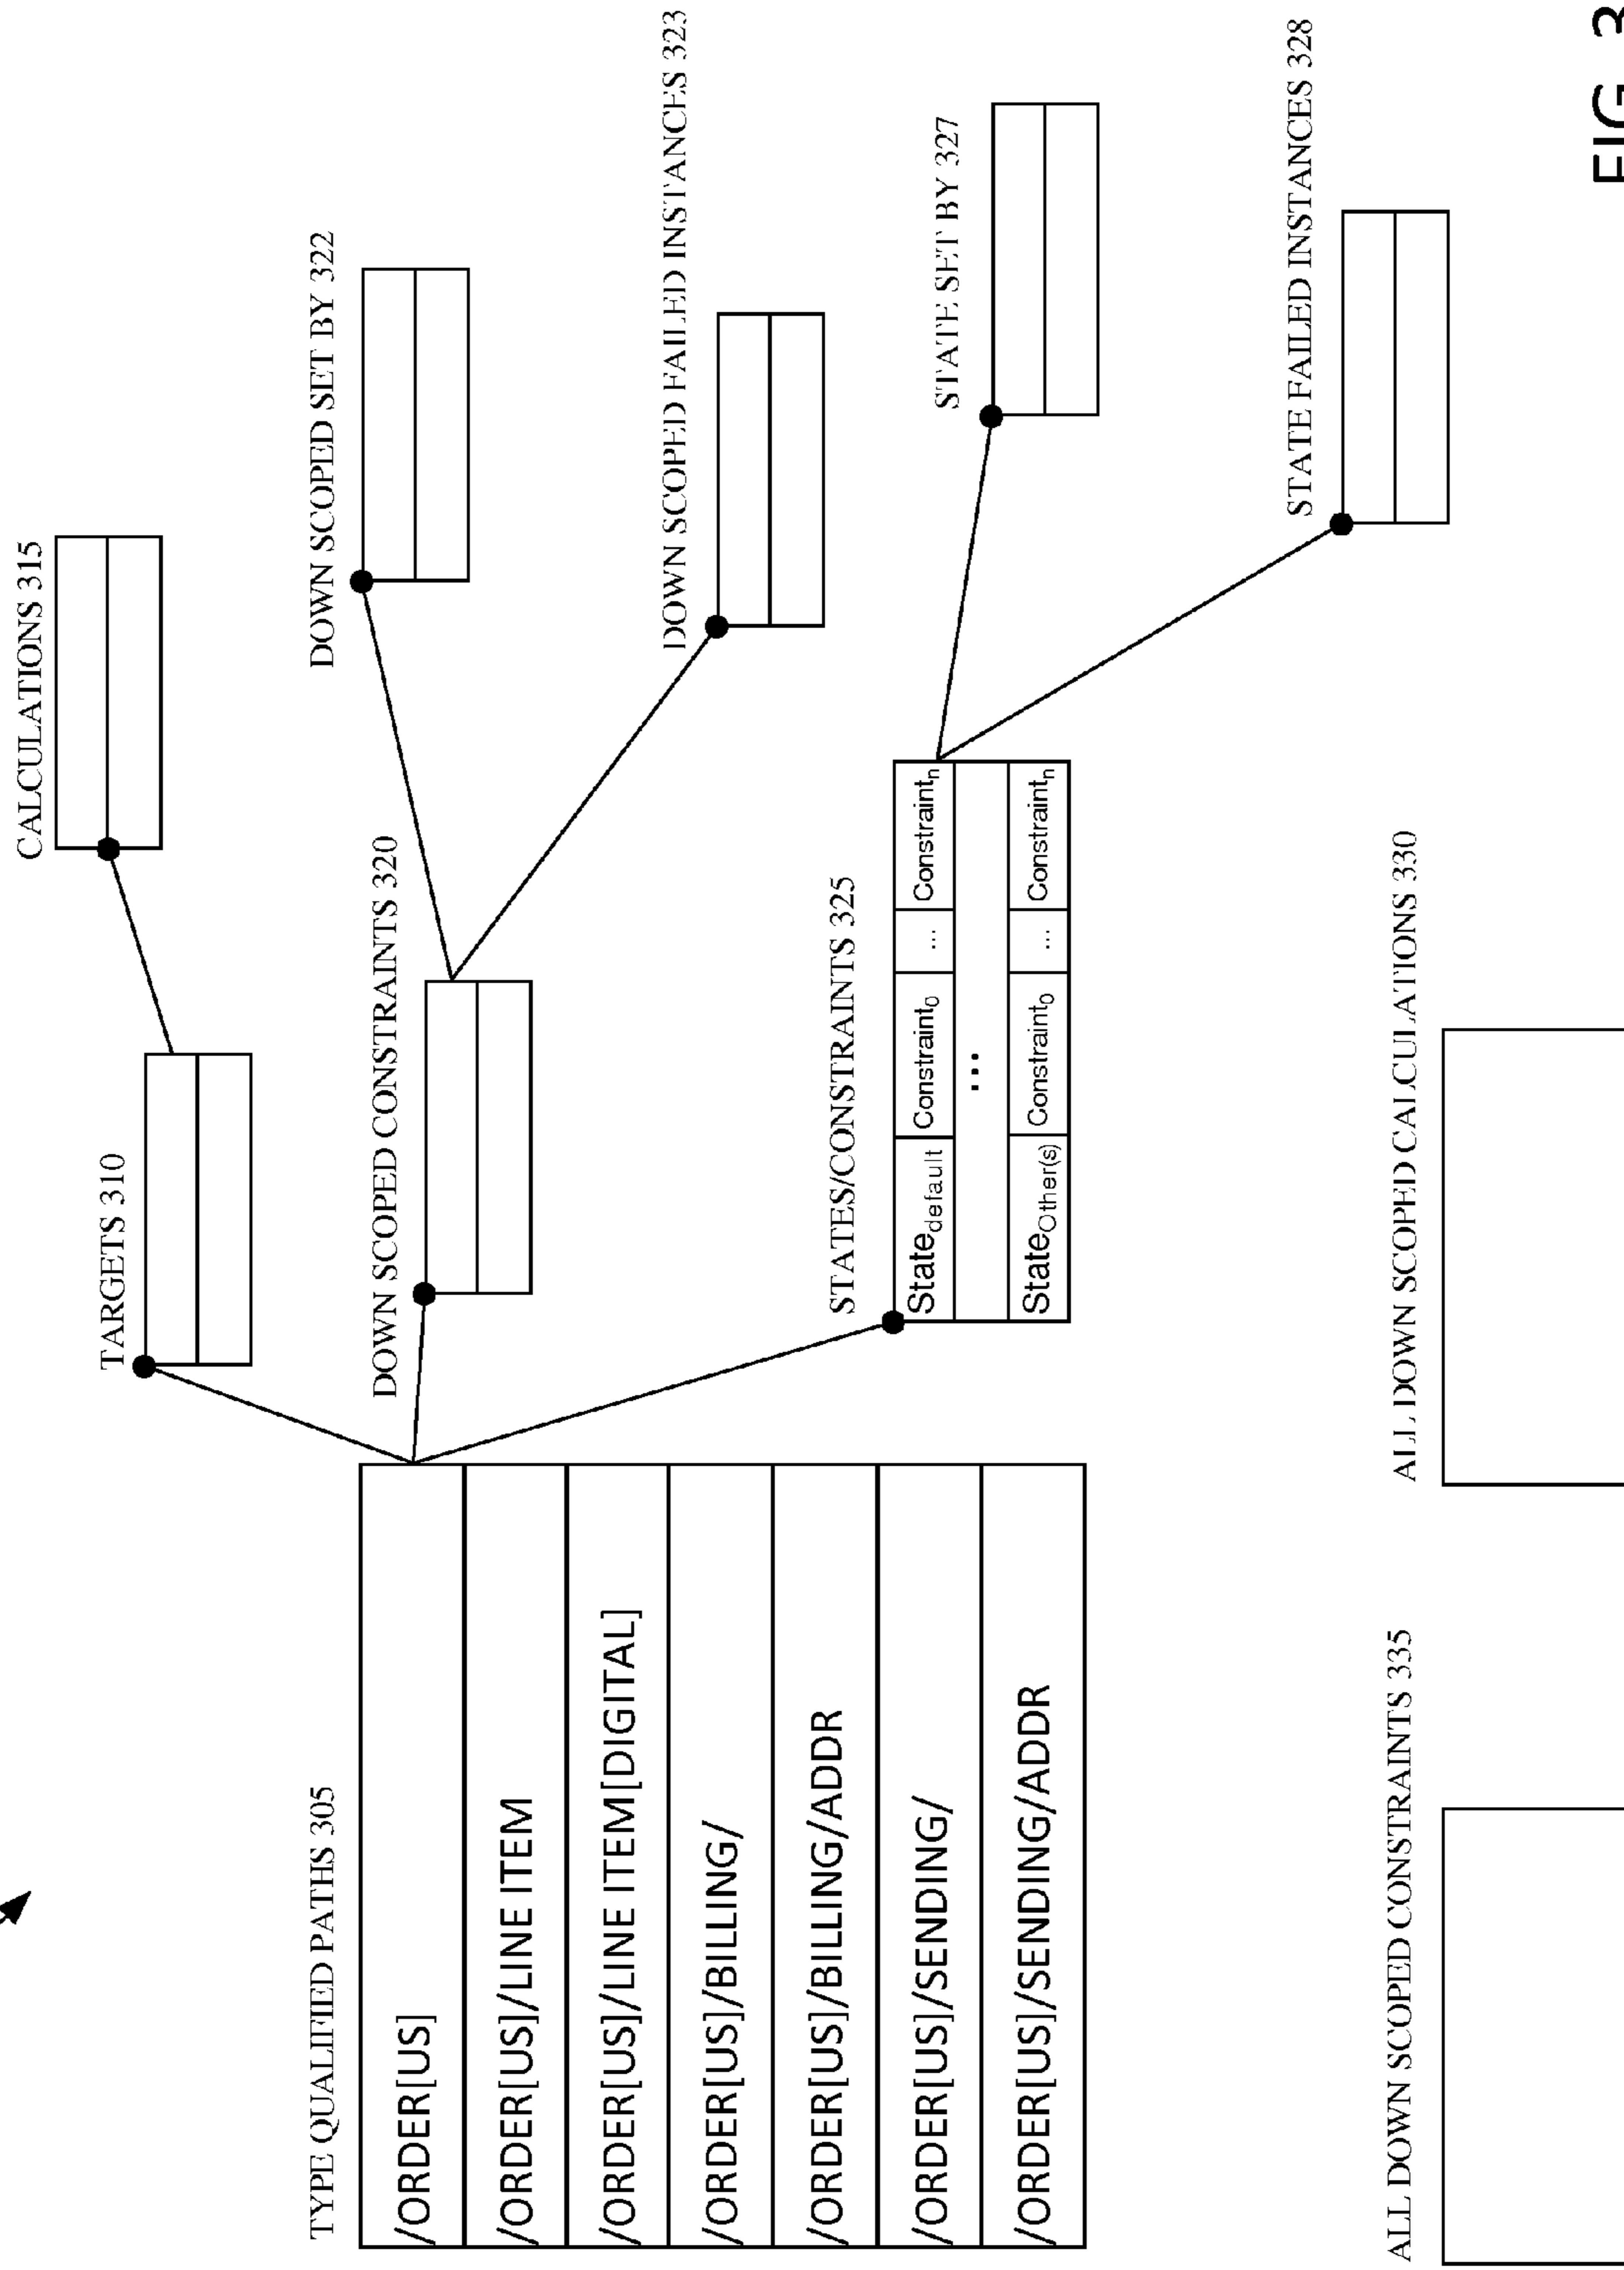 CALCULATIONS 315
TARGETS 310
DOWN SCOPED SET BY 322
DOWN SCOPED CONSTRAINTS 320
DOWN SCOPED FAILED INSTANCES 323
TYPE QUALIFIED PATHS 305
/ORDER[US]
/ORDER[US]/LINE ITEM
/ORDER[US]/LINE ITEM[DIGITAL]
/ORDER[US]/BILLING/
/ORDER[US]/BILLING/ADDR
/ORDER[US]/SENDING/
/ORDER[US]/SENDING/ADDR
STATES/CONSTRAINTS 325
State_default Constraint_0 ... Constraint_n
...
State_Other(s) Constraint_0 ... Constraint_n
STATE SET BY 327
STATE FAILED INSTANCES 328
ALL DOWN SCOPED CONSTRAINTS 335
ALL DOWN SCOPED CALCULATIONS 330
FIG. 3